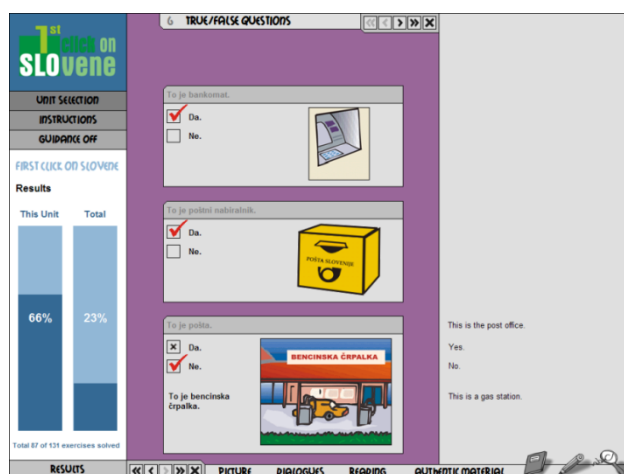 1st
click on
SLOvene
UNIT SELECTION
INSTRUCTIONS
GUIDANCE OFF
FIRST CLICK ON SLOVENE
Results
This Unit Total
66% 23%
Total 87 of 131 exercises solved
RESULTS
6 TRUE/FALSE QUESTIONS
To je bankomat.
Da.
Ne.
To je poštni nabiralnik.
Da.
Ne.
POŠTA SLOVENIJE
To je pošta.
Da.
Ne.
To je bencinska
črpalka.
BENCINSKA ČRPALKA
This is the post office.
Yes.
No.
This is a gas station.
PICTURE DIALOGUES READING AUTHENTIC MATERIAL